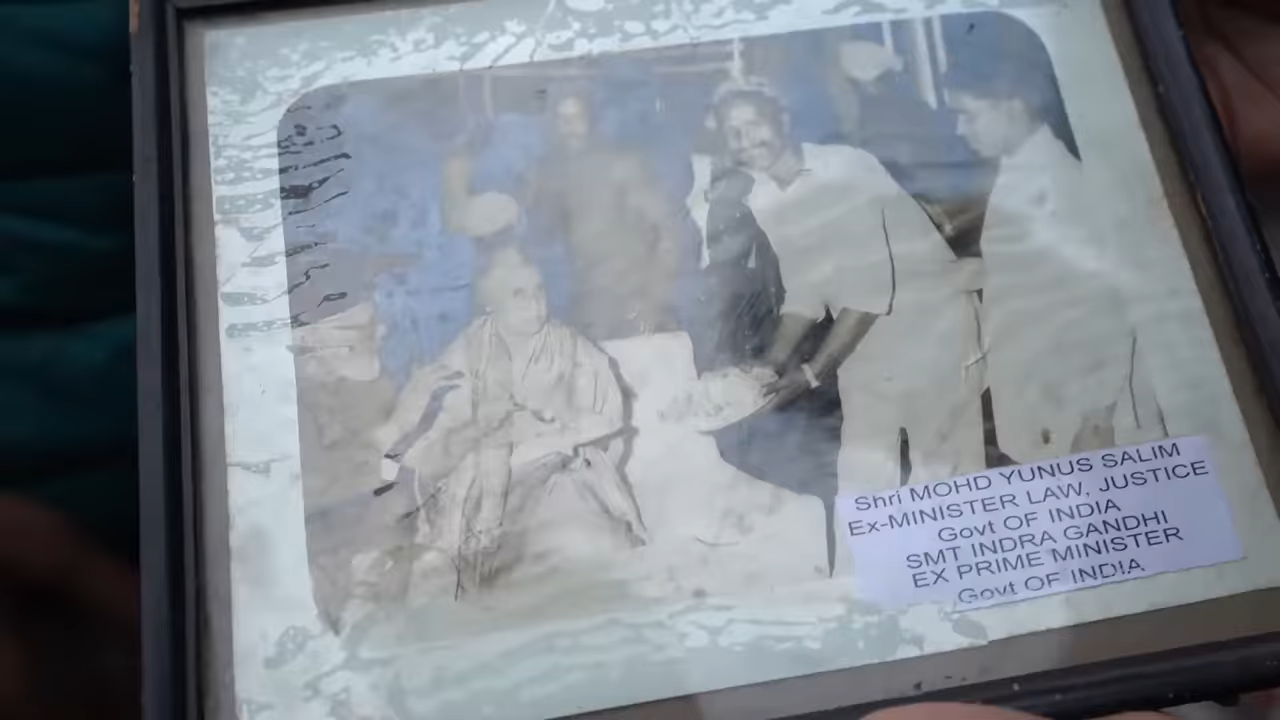 Shri MOHD YUNUS SALIM
Ex-MINISTER LAW, JUSTICE
Govt OF INDIA
SMT INDRA GANDHI
EX PRIME MINISTER
Govt OF INDIA